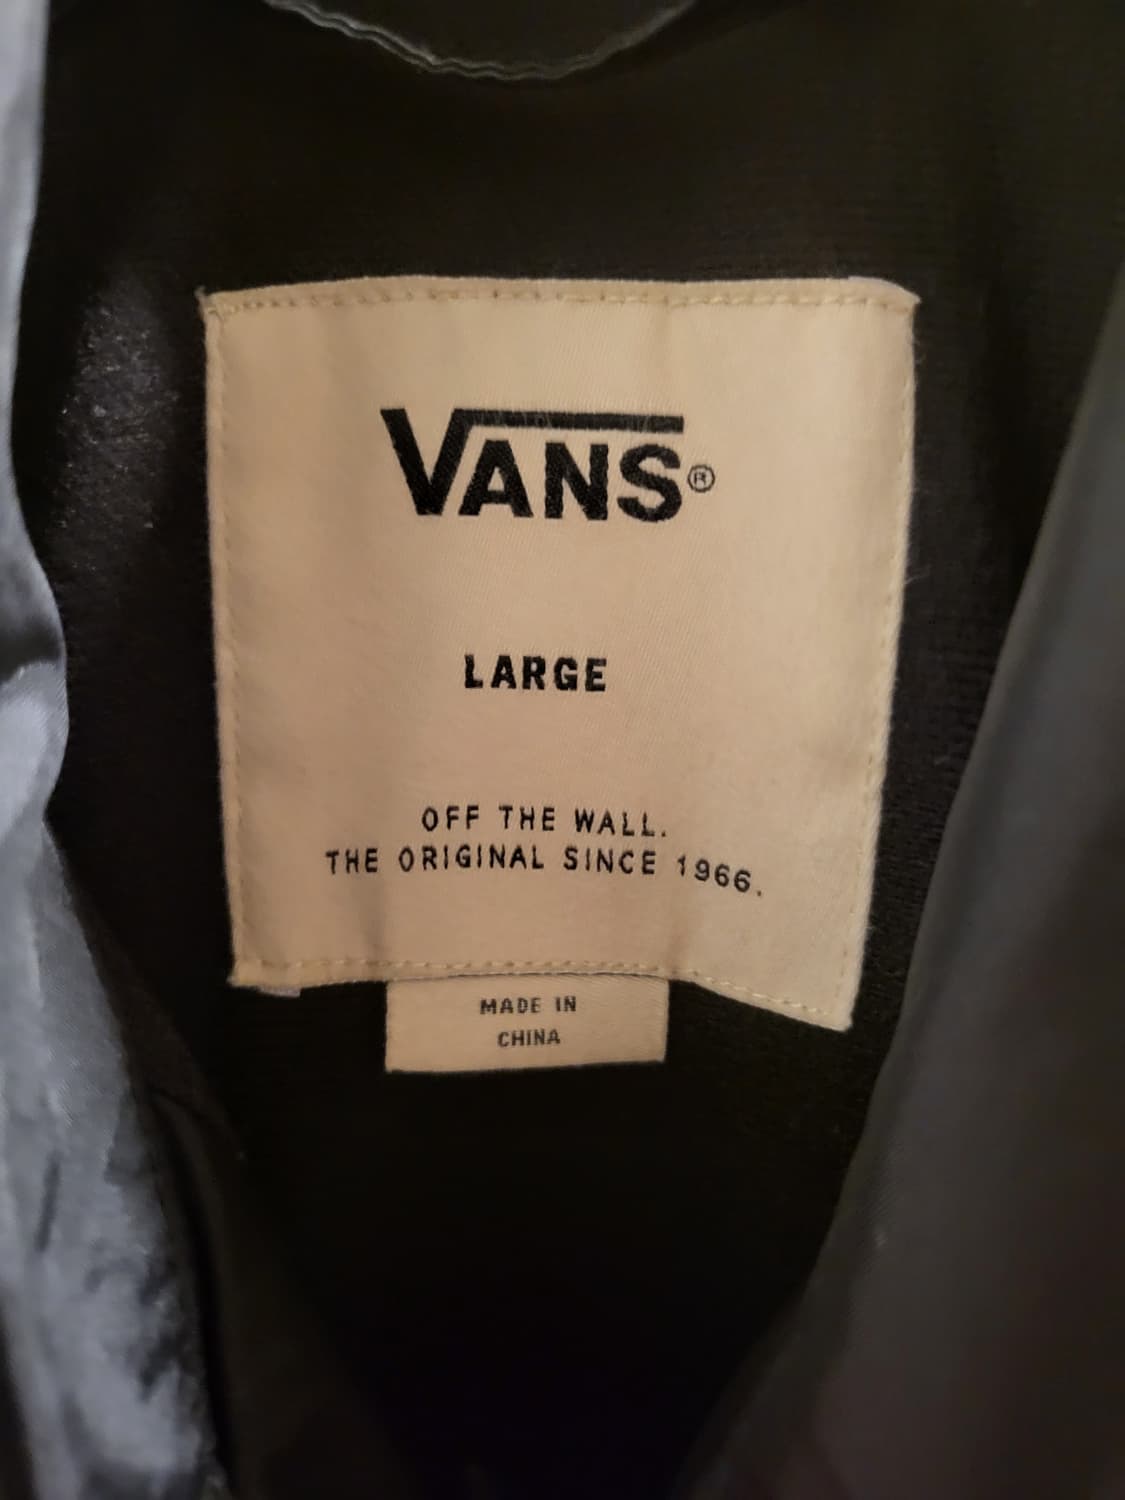 VANS®
LARGE
OFF THE WALL.
THE ORIGINAL SINCE 1966.
MADE IN
CHINA